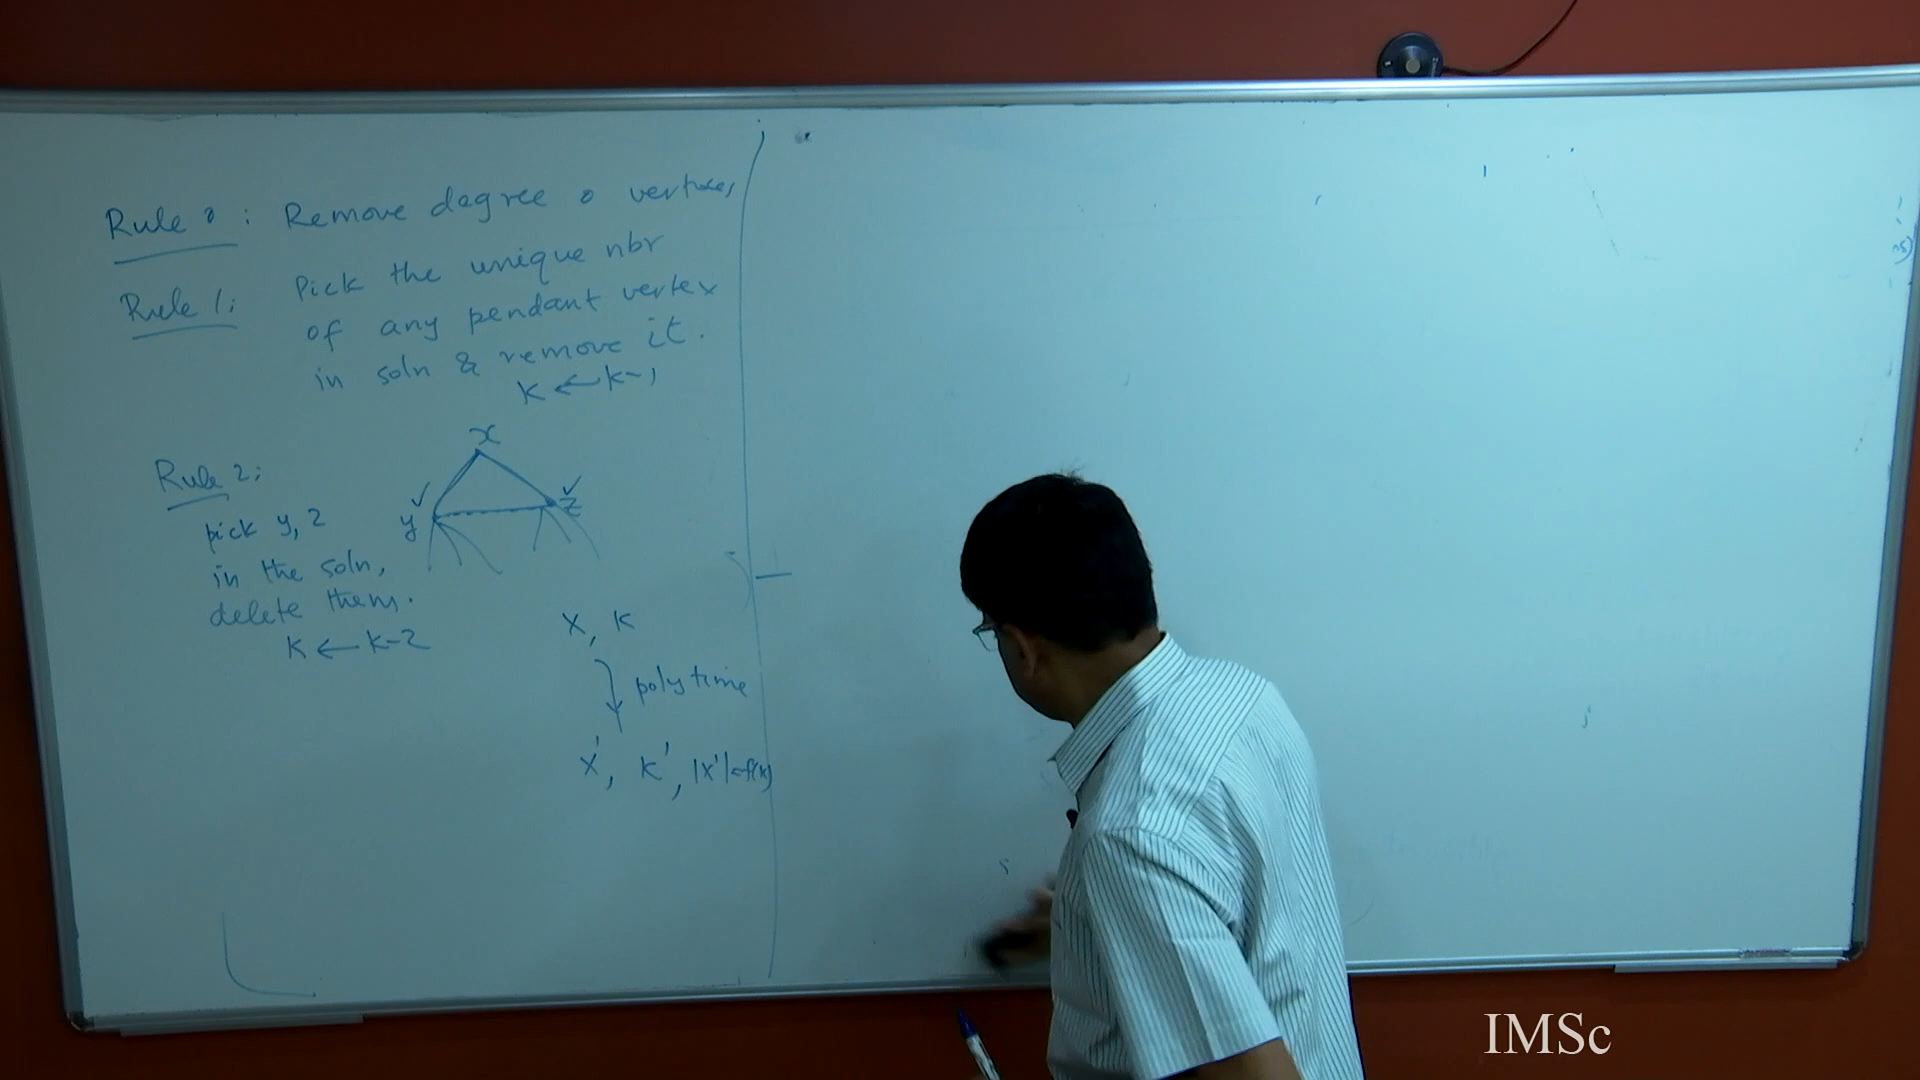 Rule 0: Remove degree 0 vertices
Rule 1: Pick the unique nbr
of any pendant vertex
in soln & remove it.
K ← K-1
x
Rule 2:
y
z
pick y, z
in the soln,
delete them.
K ← K-2
X, K
poly time
X', K', |X'| ≤ f(K)
IMSc